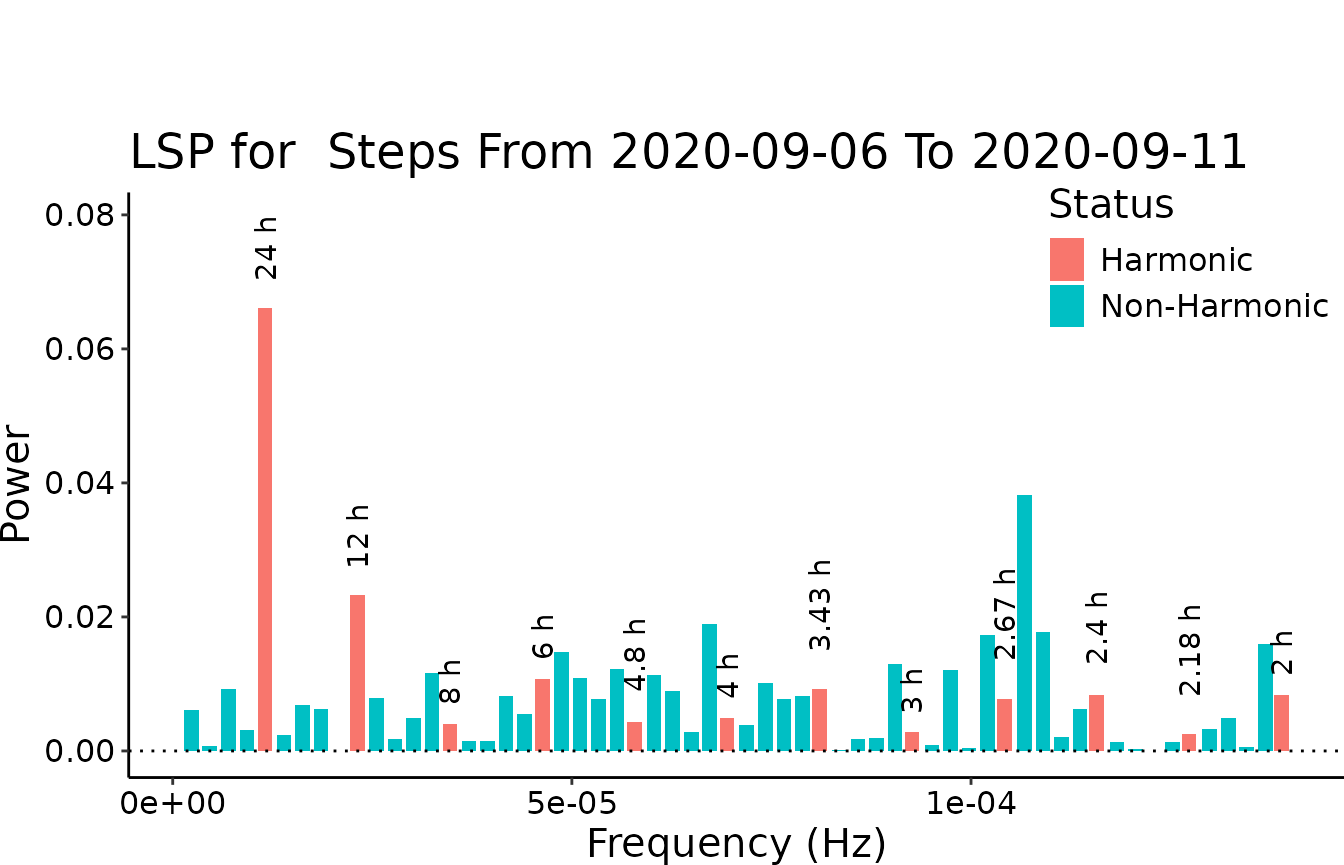 LSP for  Steps From 2020-09-06 To 2020-09-11
Status
Harmonic
Non-Harmonic
Power
0.08
0.06
0.04
0.02
0.00
24 h
12 h
8 h
6 h
4.8 h
4 h
3.43 h
3 h
2.67 h
2.4 h
2.18 h
2 h
0e+00
5e-05
1e-04
Frequency (Hz)